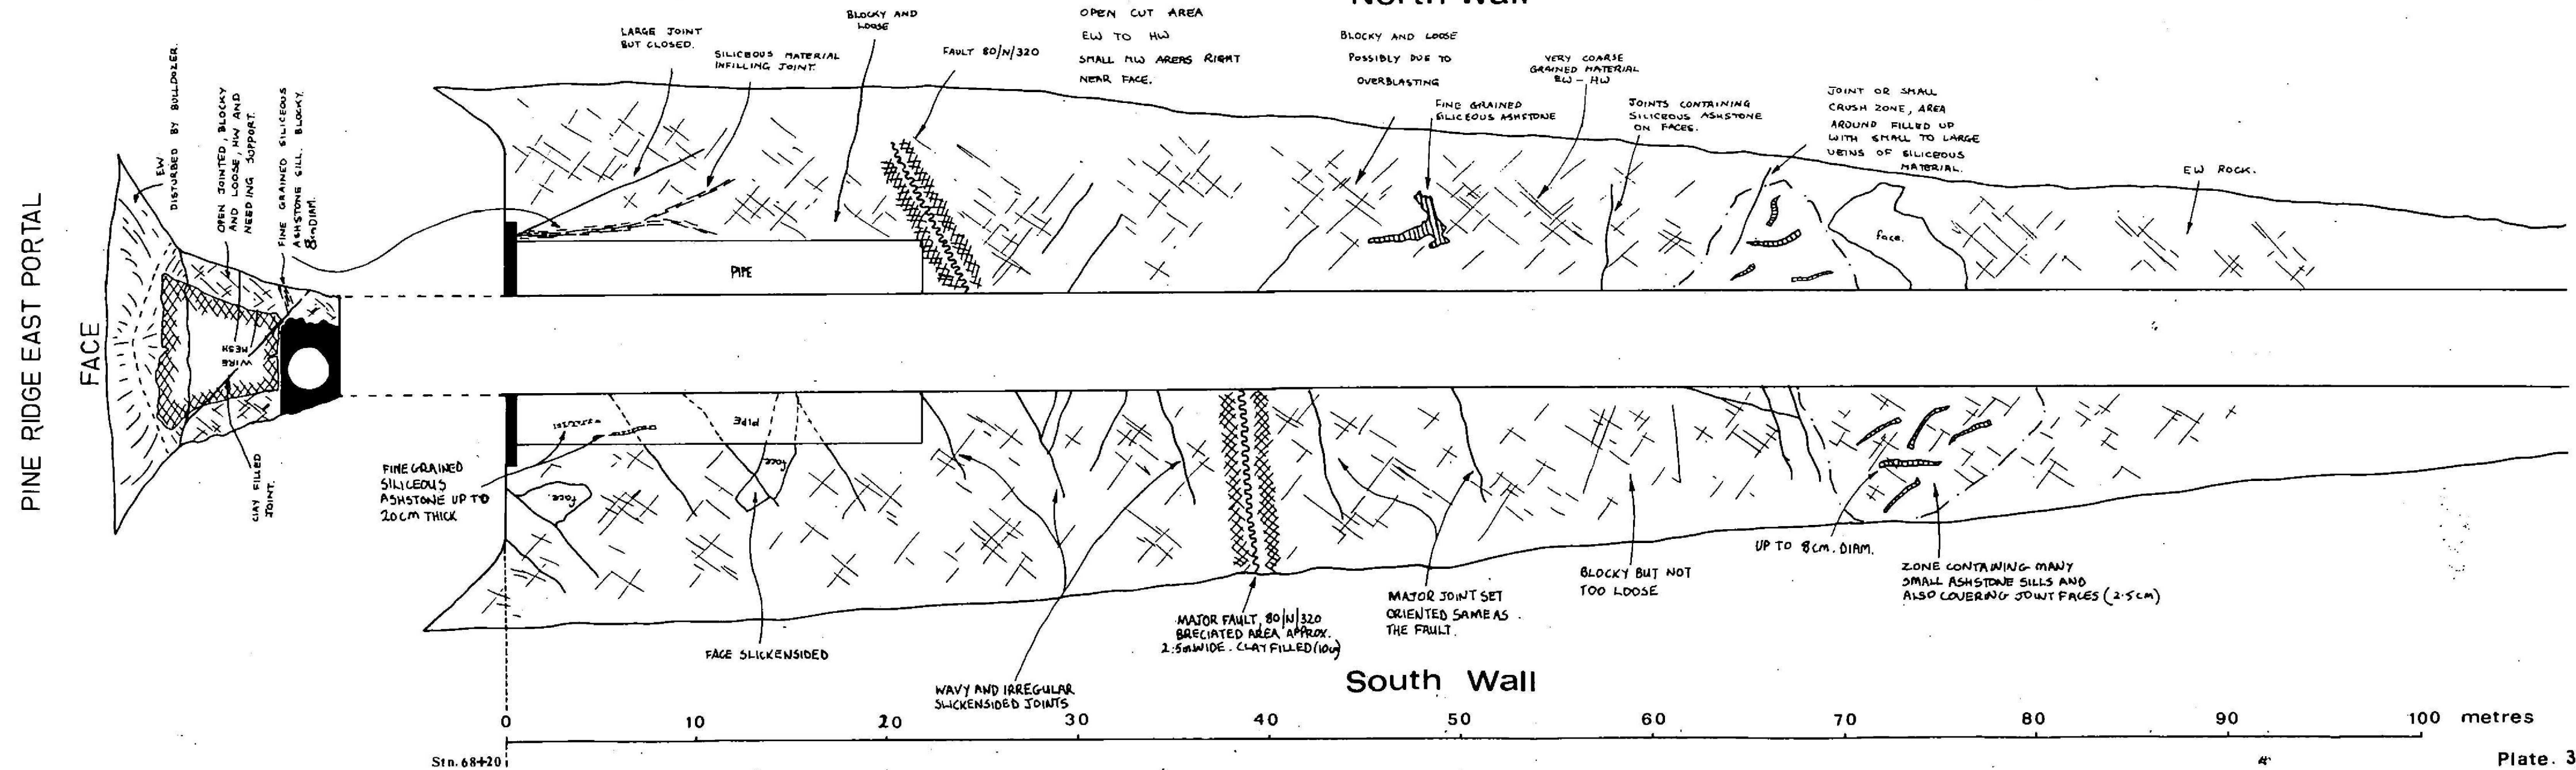 North Wall
PINE RIDGE EAST PORTAL
FACE
EW
DISTURBED BY BULLDOZER.
OPEN JOINTED, BLOCKY
AND LOOSE, HW AND
NEEDING SUPPORT.
FINE GRAINED SILICEOUS
ASHSTONE SILL. BLOCKY.
WIRE
MESH
CLAY FILLED
JOINT.
LARGE JOINT
BUT CLOSED.
SILICEOUS MATERIAL
INFILLING JOINT.
BLOCKY AND
LOOSE
FAULT 80/N/320
OPEN CUT AREA
EW TO HW
SMALL MW AREAS RIGHT
NEAR FACE.
BLOCKY AND LOOSE
POSSIBLY DUE TO
OVERBLASTING
FINE GRAINED
SILICEOUS ASHSTONE
VERY COARSE
GRAINED MATERIAL
EW - HW
JOINTS CONTAINING
SILICEOUS ASHSTONE
ON FACES.
JOINT OR SMALL
CRUSH ZONE, AREA
AROUND FILLED UP
WITH SMALL TO LARGE
VEINS OF SILICEOUS
MATERIAL.
EW ROCK.
PIPE
face.
PIPE
face
face.
FINE GRAINED
SILICEOUS
ASHSTONE UP TO
20CM THICK
FACE SLICKENSIDED
WAVY AND IRREGULAR
SLICKENSIDED JOINTS
MAJOR FAULT, 80/N/320
BRECIATED AREA APPROX.
2.5m WIDE. CLAY FILLED
MAJOR JOINT SET
ORIENTED SAME AS
THE FAULT.
BLOCKY BUT NOT
TOO LOOSE
UP TO 8CM. DIAM.
ZONE CONTAINING MANY
SMALL ASHSTONE SILLS AND
ALSO COVERING JOINT FACES (2.5CM)
South Wall
0 10 20 30 40 50 60 70 80 90 100 metres
Stn. 68+20
Plate. 3